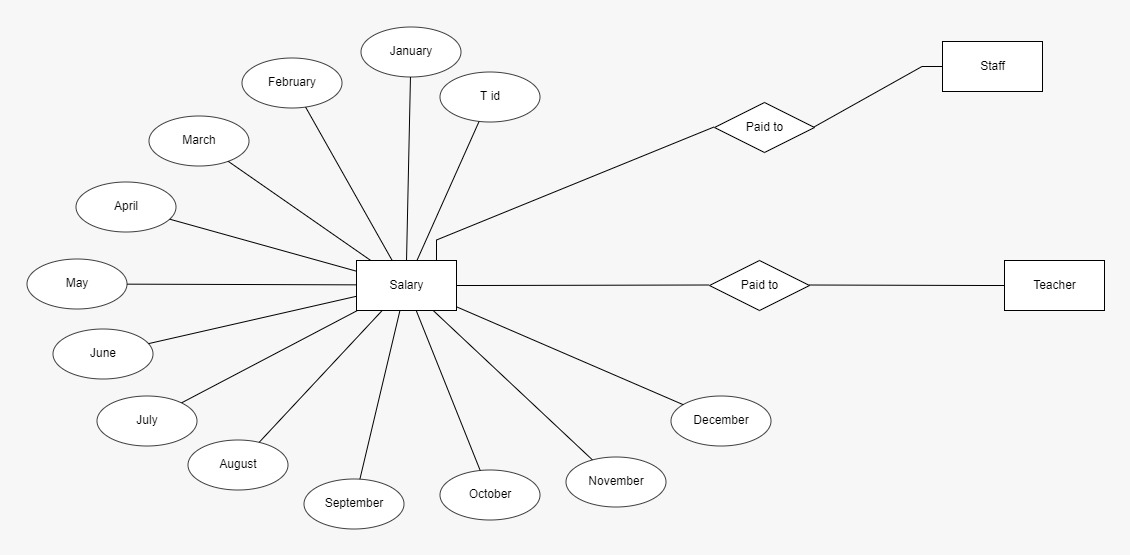 January
Staff
February
T id
Paid to
March
April
May
Salary
Paid to
Teacher
June
July
December
August
November
October
September